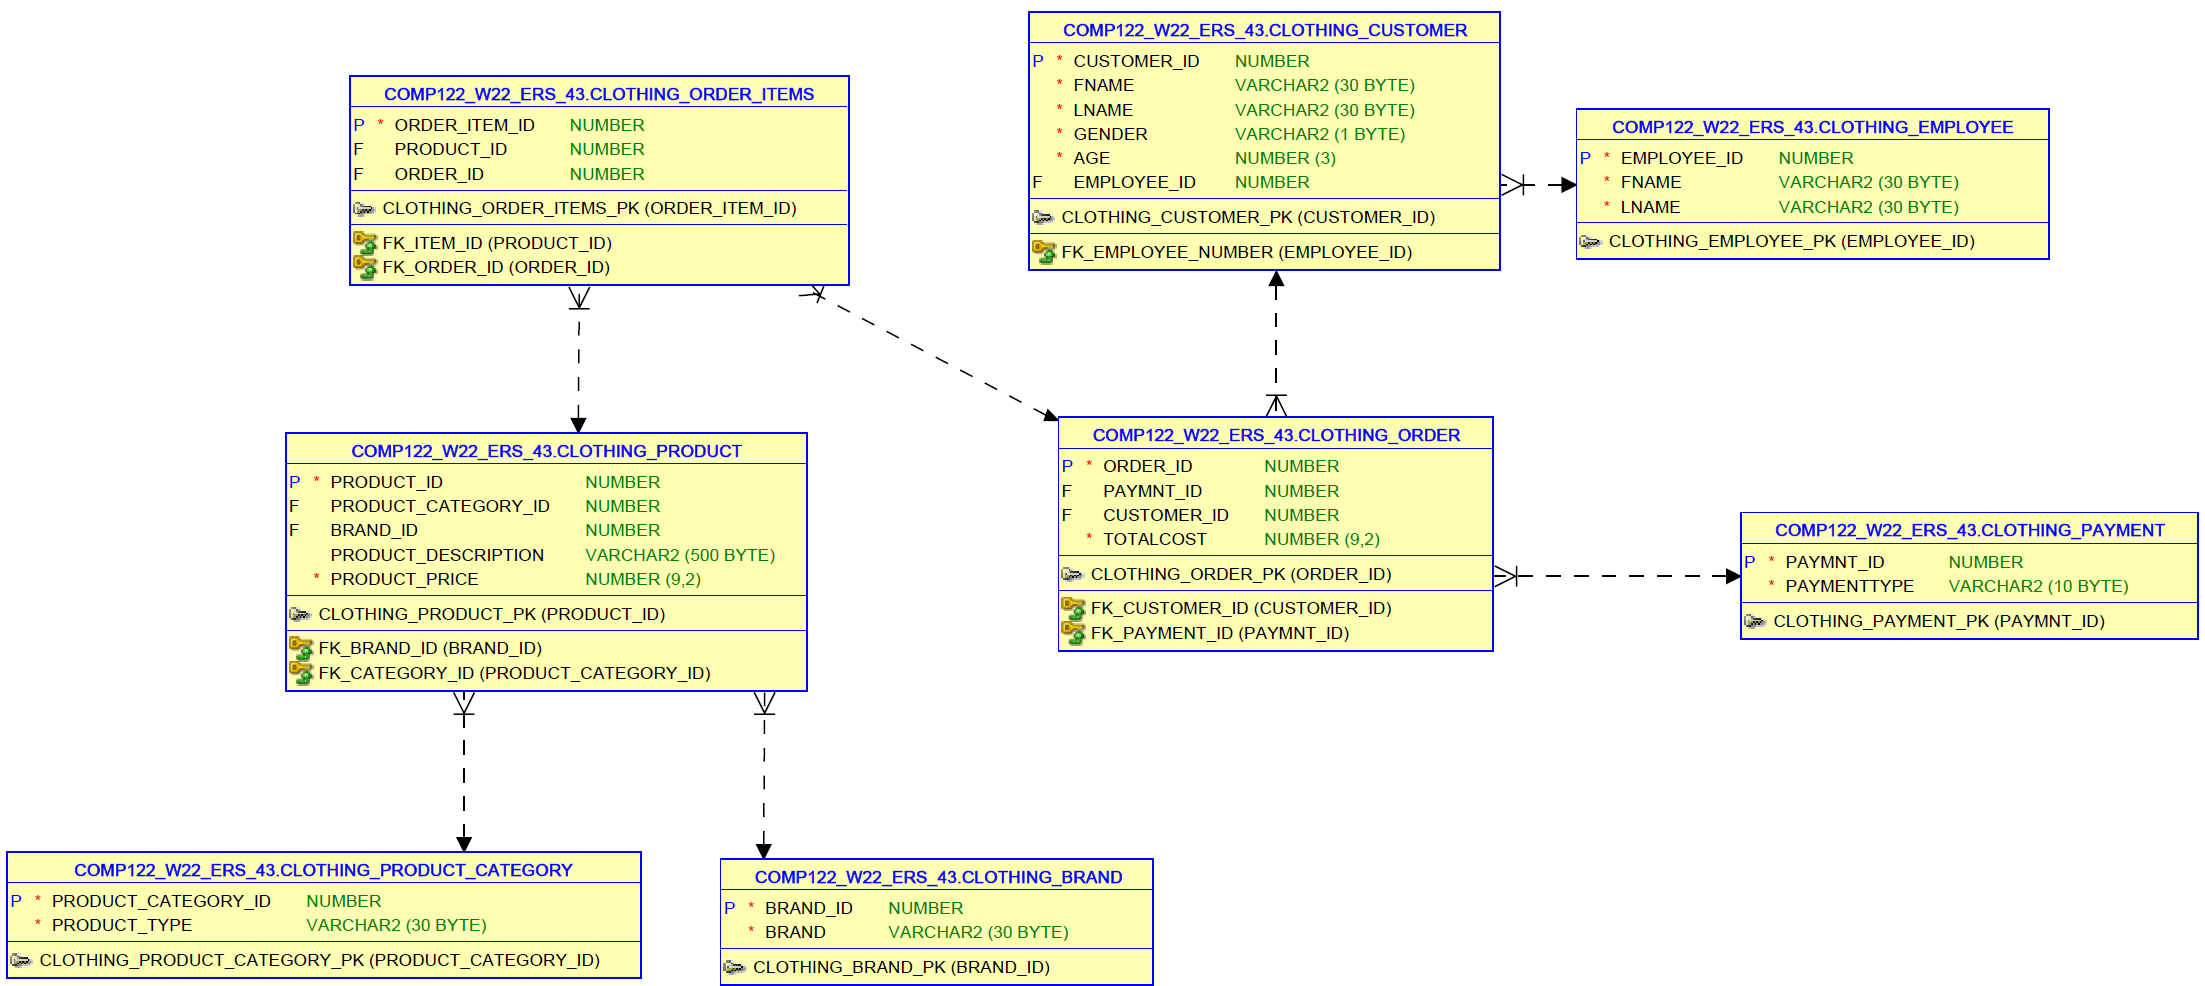 COMP122_W22_ERS_43.CLOTHING_CUSTOMER
P * CUSTOMER_ID NUMBER
* FNAME VARCHAR2 (30 BYTE)
* LNAME VARCHAR2 (30 BYTE)
* GENDER VARCHAR2 (1 BYTE)
* AGE NUMBER (3)
F EMPLOYEE_ID NUMBER
CLOTHING_CUSTOMER_PK (CUSTOMER_ID)
FK_EMPLOYEE_NUMBER (EMPLOYEE_ID)
COMP122_W22_ERS_43.CLOTHING_ORDER_ITEMS
P * ORDER_ITEM_ID NUMBER
F PRODUCT_ID NUMBER
F ORDER_ID NUMBER
CLOTHING_ORDER_ITEMS_PK (ORDER_ITEM_ID)
FK_ITEM_ID (PRODUCT_ID)
FK_ORDER_ID (ORDER_ID)
COMP122_W22_ERS_43.CLOTHING_EMPLOYEE
P * EMPLOYEE_ID NUMBER
* FNAME VARCHAR2 (30 BYTE)
* LNAME VARCHAR2 (30 BYTE)
CLOTHING_EMPLOYEE_PK (EMPLOYEE_ID)
COMP122_W22_ERS_43.CLOTHING_PRODUCT
P * PRODUCT_ID NUMBER
F PRODUCT_CATEGORY_ID NUMBER
F BRAND_ID NUMBER
PRODUCT_DESCRIPTION VARCHAR2 (500 BYTE)
* PRODUCT_PRICE NUMBER (9,2)
CLOTHING_PRODUCT_PK (PRODUCT_ID)
FK_BRAND_ID (BRAND_ID)
FK_CATEGORY_ID (PRODUCT_CATEGORY_ID)
COMP122_W22_ERS_43.CLOTHING_ORDER
P * ORDER_ID NUMBER
F PAYMNT_ID NUMBER
F CUSTOMER_ID NUMBER
* TOTALCOST NUMBER (9,2)
CLOTHING_ORDER_PK (ORDER_ID)
FK_CUSTOMER_ID (CUSTOMER_ID)
FK_PAYMENT_ID (PAYMNT_ID)
COMP122_W22_ERS_43.CLOTHING_PAYMENT
P * PAYMNT_ID NUMBER
* PAYMENTTYPE VARCHAR2 (10 BYTE)
CLOTHING_PAYMENT_PK (PAYMNT_ID)
COMP122_W22_ERS_43.CLOTHING_PRODUCT_CATEGORY
P * PRODUCT_CATEGORY_ID NUMBER
* PRODUCT_TYPE VARCHAR2 (30 BYTE)
CLOTHING_PRODUCT_CATEGORY_PK (PRODUCT_CATEGORY_ID)
COMP122_W22_ERS_43.CLOTHING_BRAND
P * BRAND_ID NUMBER
* BRAND VARCHAR2 (30 BYTE)
CLOTHING_BRAND_PK (BRAND_ID)